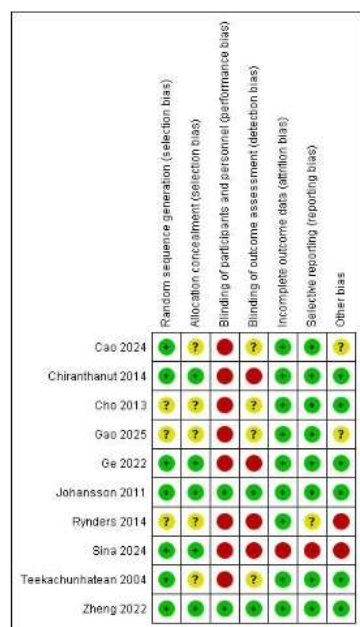 Random sequence generation (selection bias)
Allocation concealment (selection bias)
Blinding of participants and personnel (performance bias)
Blinding of outcome assessment (detection bias)
Incomplete outcome data (attrition bias)
Selective reporting (reporting bias)
Other bias
Cao 2024 + ? ? + + ?
Chiranthanut 2014 + + + + +
Cho 2013 ? ? ? + + +
Gao 2025 ? ? ? + + ?
Ge 2022 + + + + +
Johansson 2011 + + + + + + +
Rynders 2014 ? ? + ?
Sina 2024 + +
Teekachunhatean 2004 + ? ? + + +
Zheng 2022 + + + + + + +